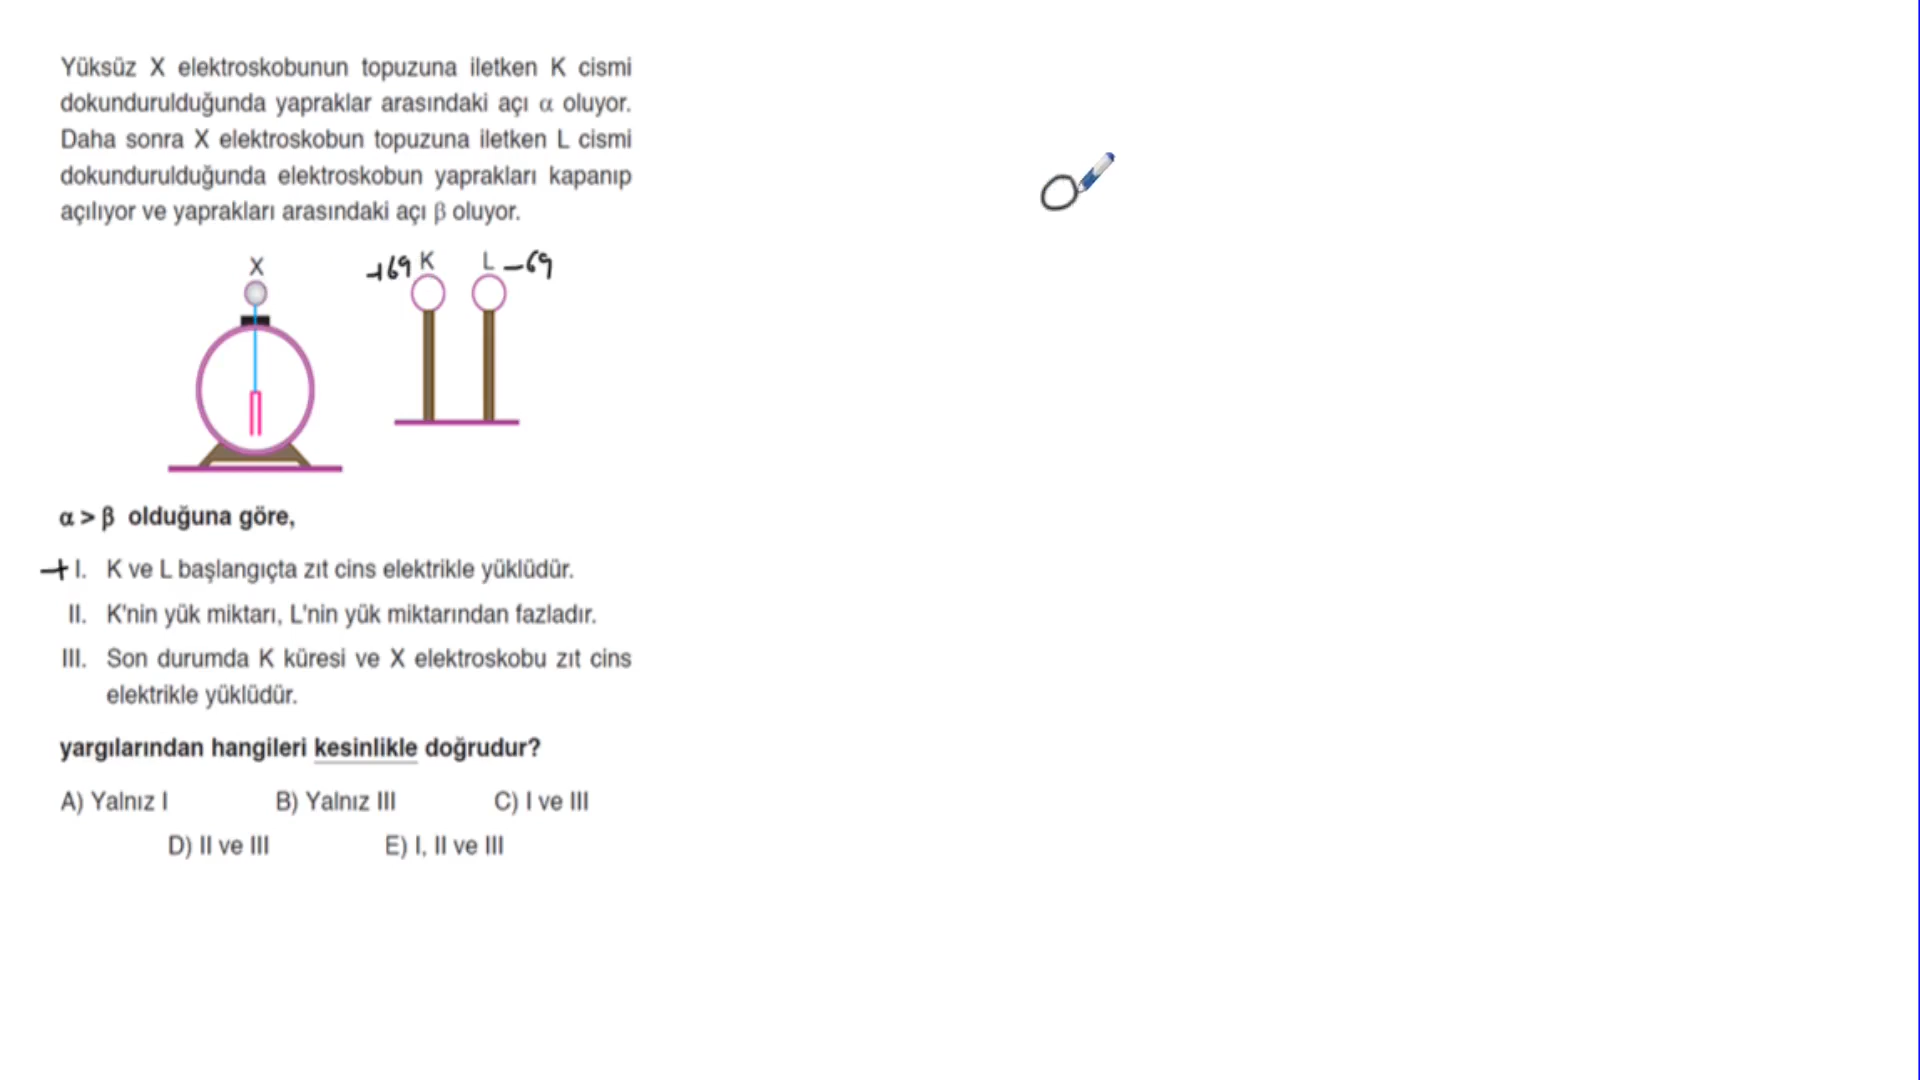 Yüksüz X elektroskobunun topuzuna iletken K cismi
dokundurulduğunda yapraklar arasındaki açı α oluyor.
Daha sonra X elektroskobun topuzuna iletken L cismi
dokundurulduğunda elektroskobun yaprakları kapanıp
açılıyor ve yaprakları arasındaki açı β oluyor.
X
+6q K L -6q
α > β olduğuna göre,
+ I. K ve L başlangıçta zıt cins elektrikle yüklüdür.
II. K'nin yük miktarı, L'nin yük miktarından fazladır.
III. Son durumda K küresi ve X elektroskobu zıt cins
elektrikle yüklüdür.
yargılarından hangileri kesinlikle doğrudur?
A) Yalnız I B) Yalnız III C) I ve III
D) II ve III E) I, II ve III